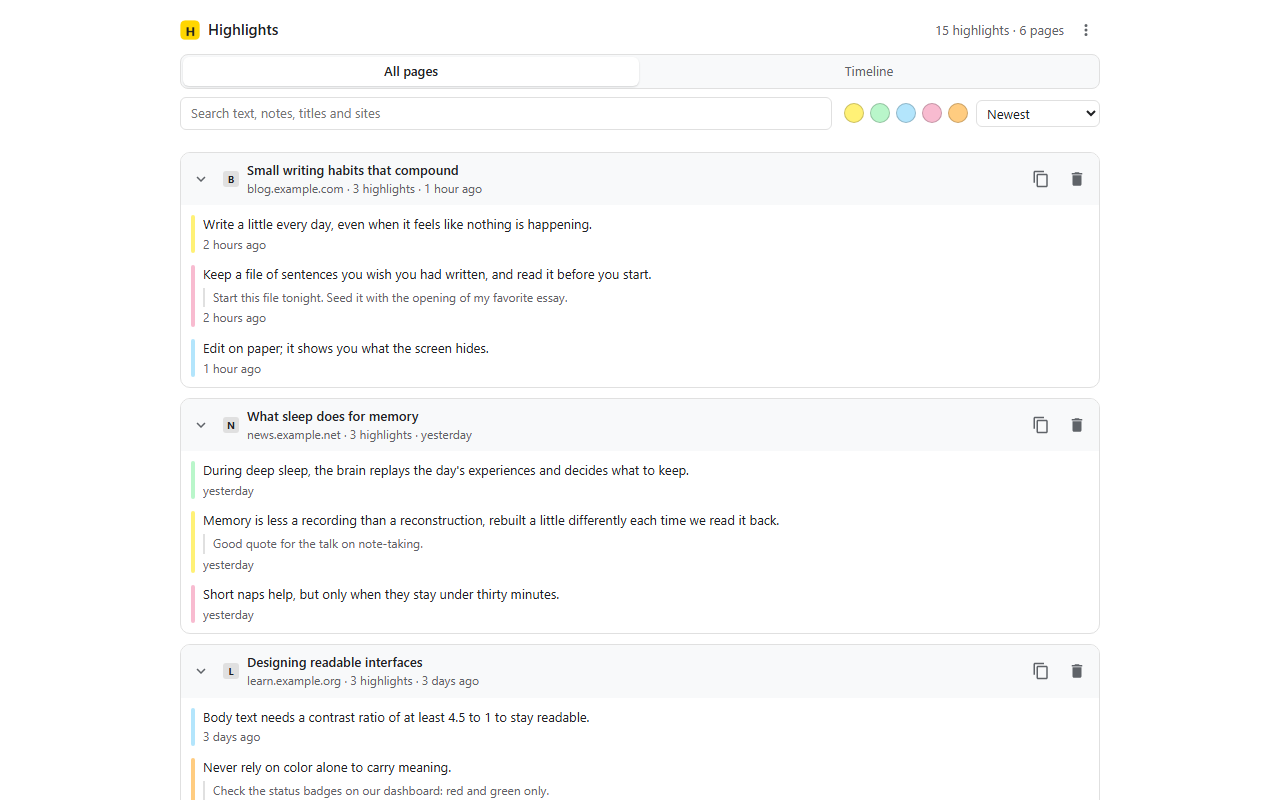 H Highlights
15 highlights · 6 pages
All pages
Timeline
Search text, notes, titles and sites
Newest
B
Small writing habits that compound
blog.example.com · 3 highlights · 1 hour ago
Write a little every day, even when it feels like nothing is happening.
2 hours ago
Keep a file of sentences you wish you had written, and read it before you start.
Start this file tonight. Seed it with the opening of my favorite essay.
2 hours ago
Edit on paper; it shows you what the screen hides.
1 hour ago
N
What sleep does for memory
news.example.net · 3 highlights · yesterday
During deep sleep, the brain replays the day's experiences and decides what to keep.
yesterday
Memory is less a recording than a reconstruction, rebuilt a little differently each time we read it back.
Good quote for the talk on note-taking.
yesterday
Short naps help, but only when they stay under thirty minutes.
yesterday
L
Designing readable interfaces
learn.example.org · 3 highlights · 3 days ago
Body text needs a contrast ratio of at least 4.5 to 1 to stay readable.
3 days ago
Never rely on color alone to carry meaning.
Check the status badges on our dashboard: red and green only.